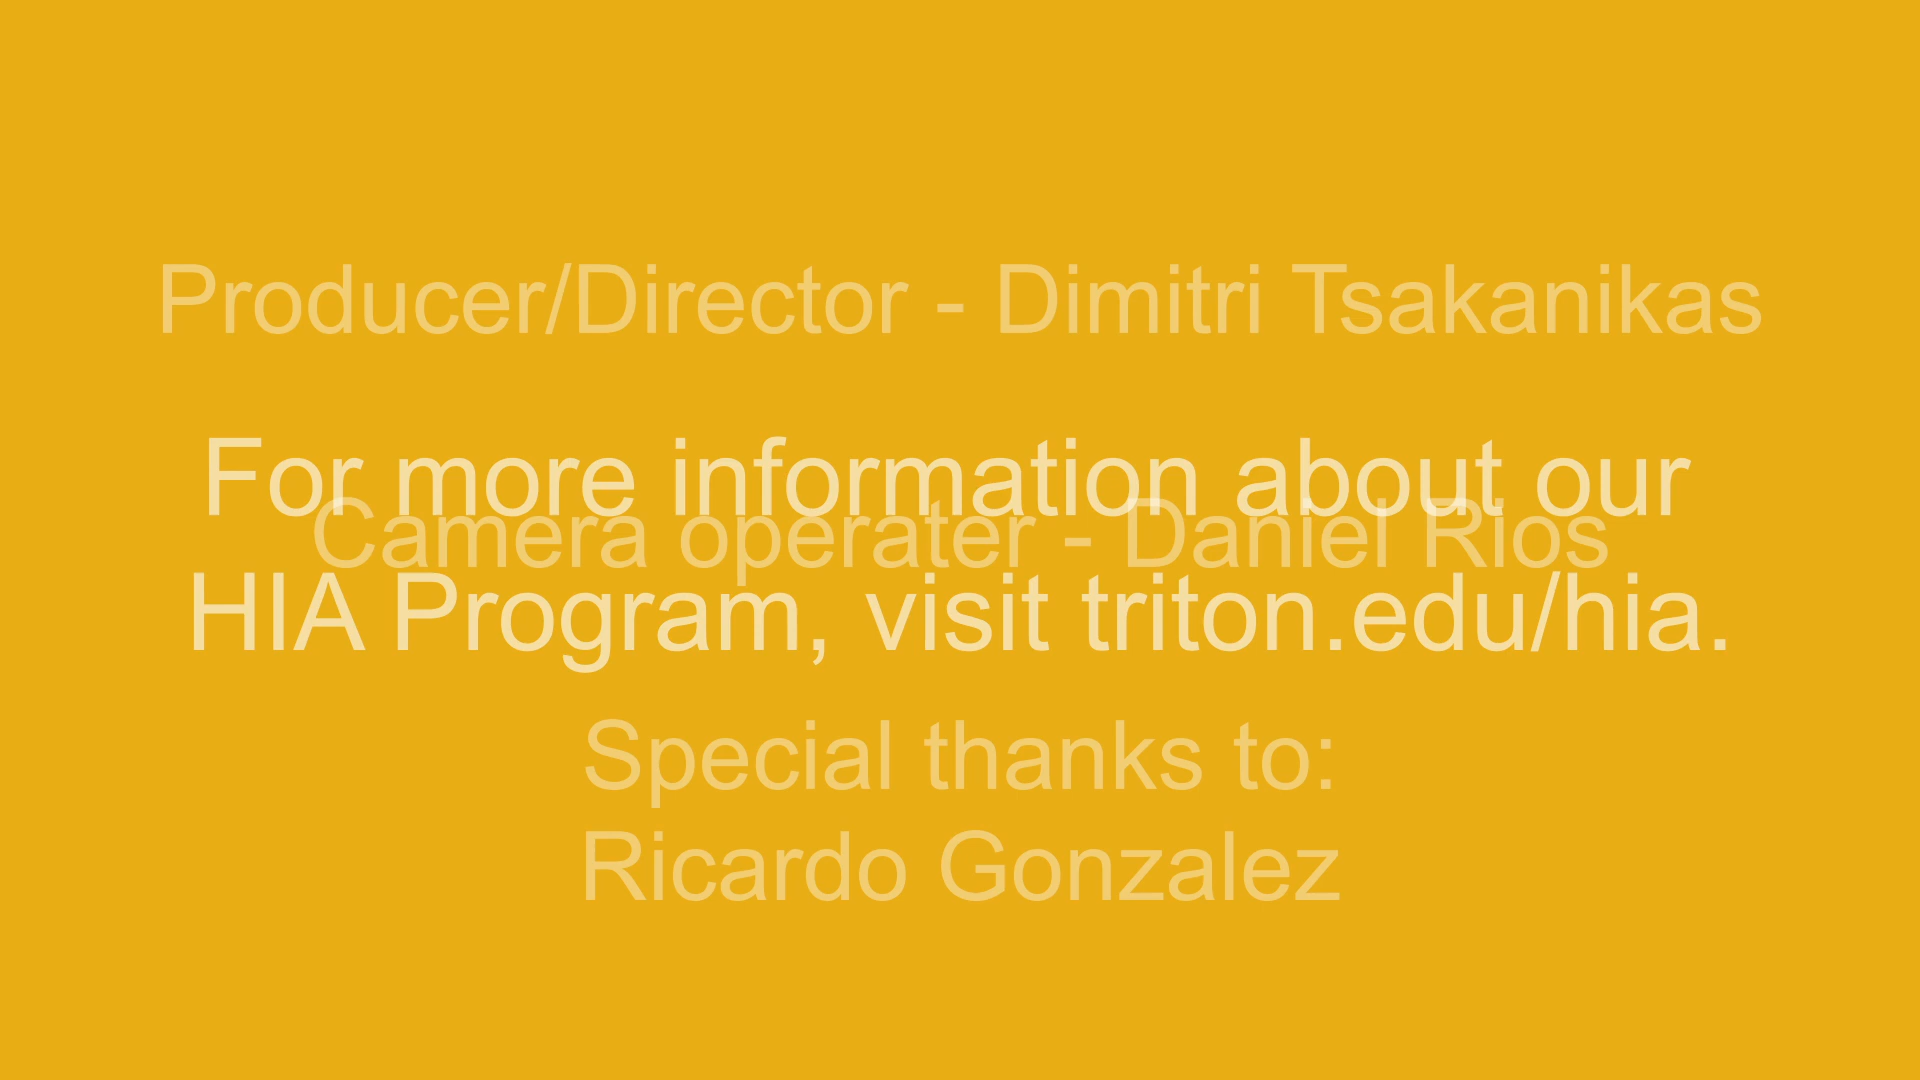 Producer/Director - Dimitri Tsakanikas
For more information about our
Camera operater - Daniel Rios
HIA Program, visit triton.edu/hia.
Special thanks to:
Ricardo Gonzalez